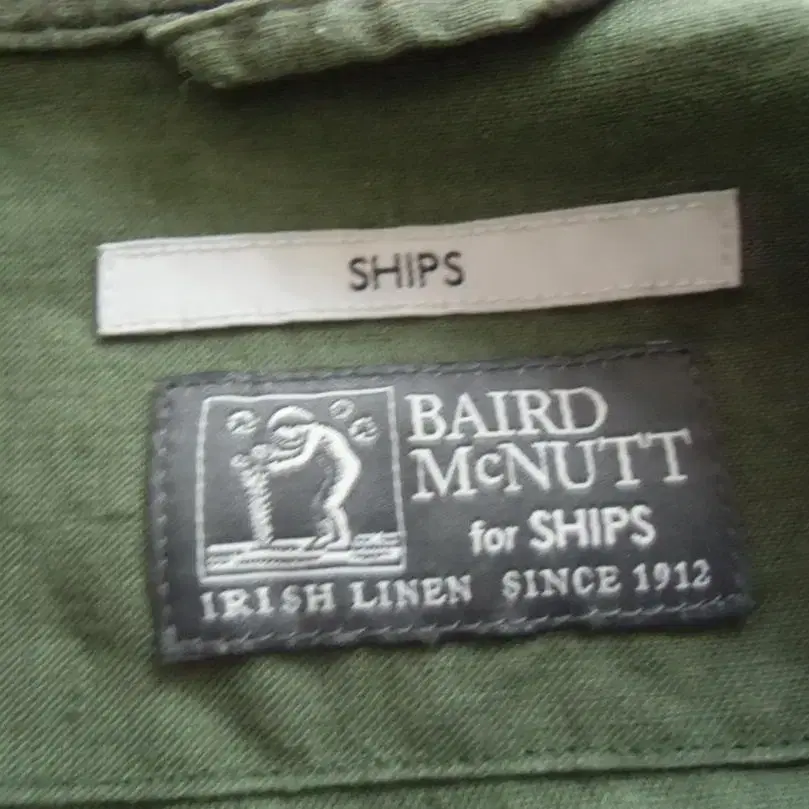 SHIPS
BAIRD
McNUTT
for SHIPS
IRISH LINEN SINCE 1912